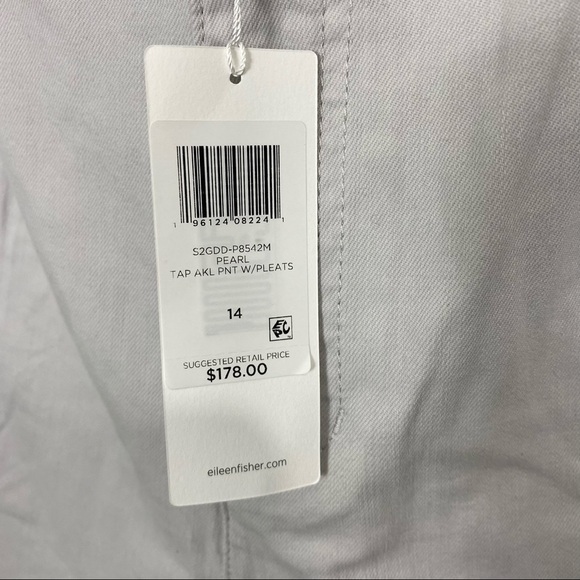 1 96124 08224 1
S2GDD-P8542M
PEARL
TAP AKL PNT W/PLEATS
14
EPC
SUGGESTED RETAIL PRICE
$178.00
eileenfisher.com